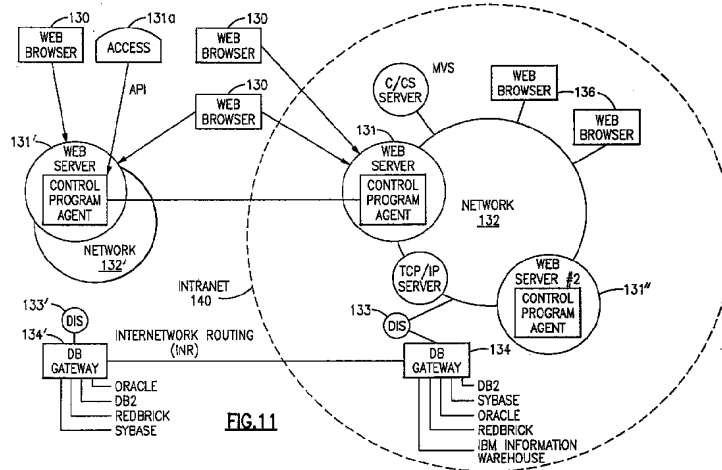 130
WEB
BROWSER
131a
ACCESS
API
130
WEB
BROWSER
130
WEB
BROWSER
131'
WEB
SERVER
CONTROL
PROGRAM
AGENT
NETWORK
132'
MVS
C/CS
SERVER
131
WEB
SERVER
CONTROL
PROGRAM
AGENT
WEB
BROWSER
136
WEB
BROWSER
NETWORK
132
TCP/IP
SERVER
WEB
SERVER
#2
CONTROL
PROGRAM
AGENT
131"
INTRANET
140
133'
DIS
134'
DB
GATEWAY
INTERNETWORK ROUTING
(INR)
133
DIS
134
DB
GATEWAY
ORACLE
DB2
REDBRICK
SYBASE
FIG.11
DB2
SYBASE
ORACLE
REDBRICK
IBM INFORMATION
WAREHOUSE